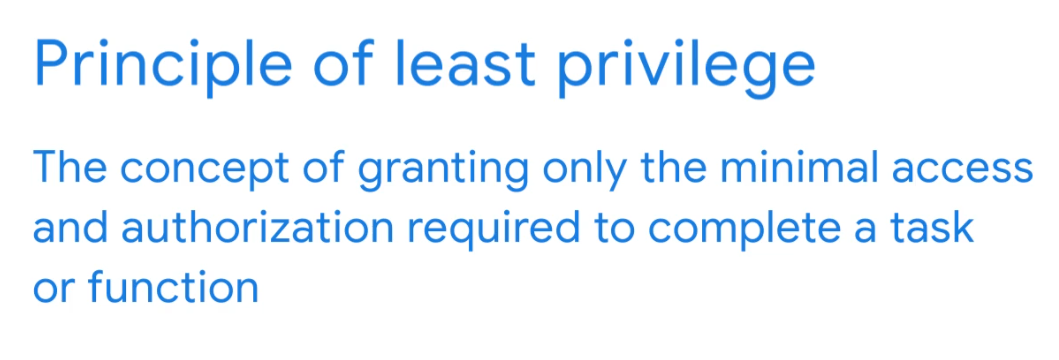 Principle of least privilege
The concept of granting only the minimal access
and authorization required to complete a task
or function